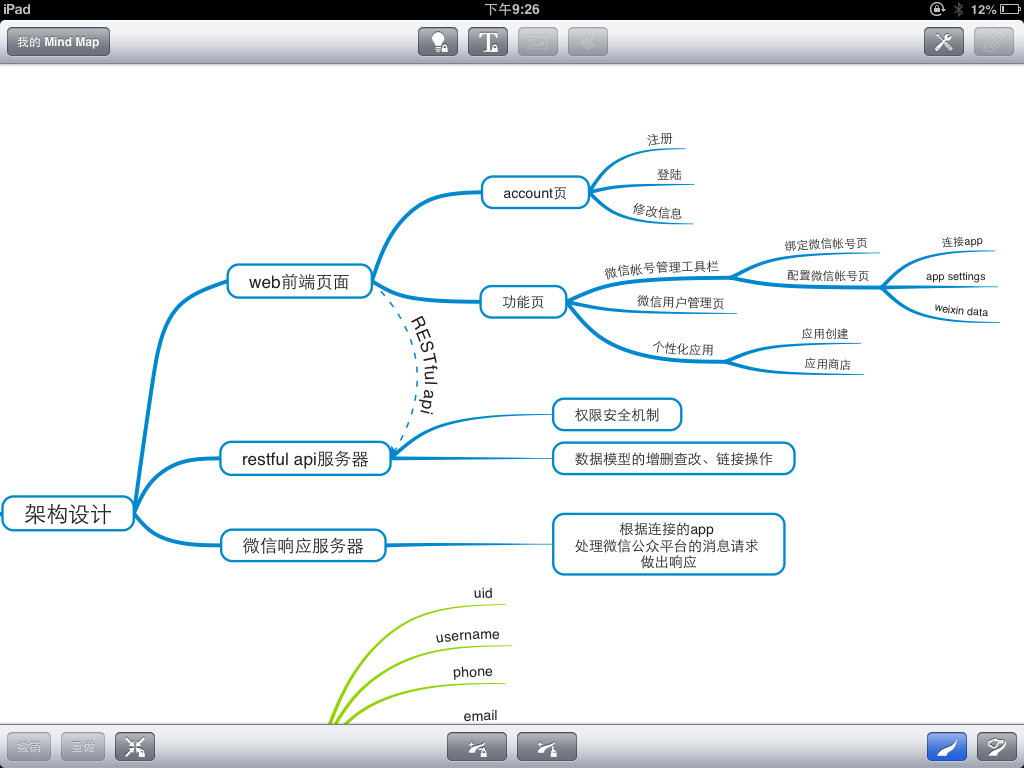 iPad
下午9:26
12%
我的 Mind Map
注册
登陆
修改信息
account页
绑定微信帐号页
连接app
微信帐号管理工具栏
配置微信帐号页
app settings
web前端页面
功能页
微信用户管理页
weixin data
个性化应用
应用创建
应用商店
RESTful api
权限安全机制
restful api服务器
数据模型的增删查改、链接操作
架构设计
微信响应服务器
根据连接的app
处理微信公众平台的消息请求
做出响应
uid
username
phone
email
撤销
重做